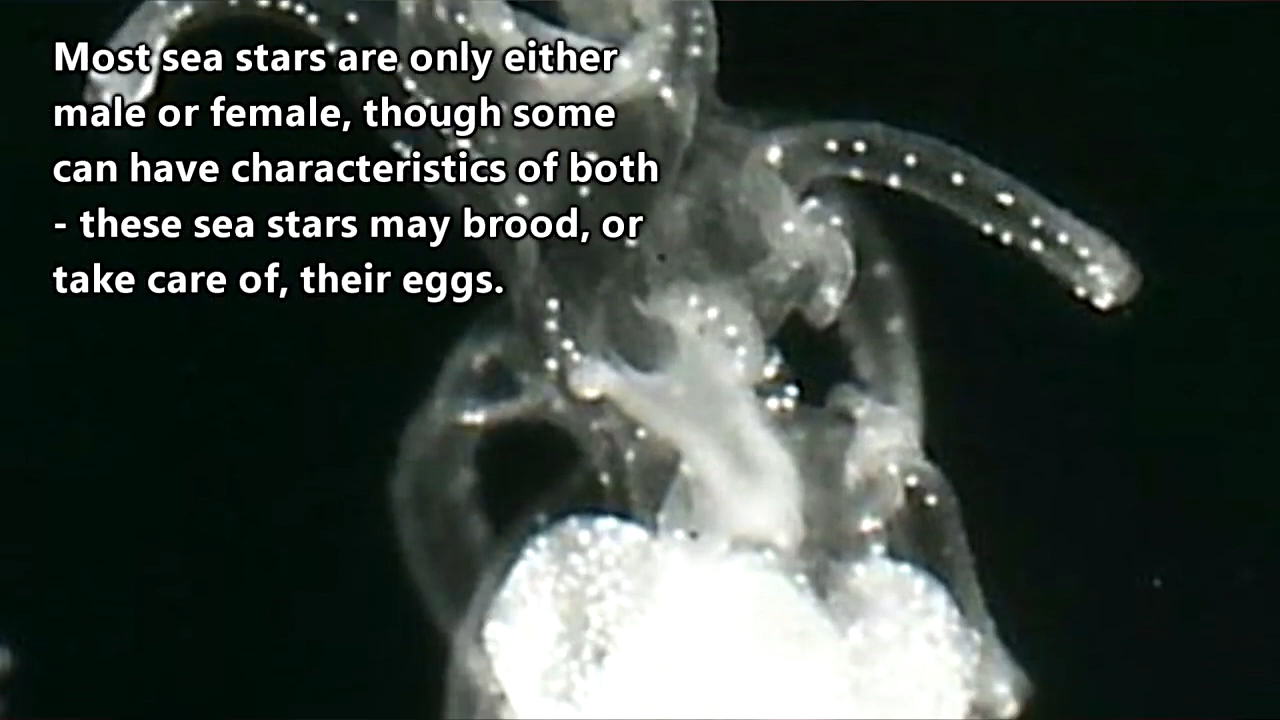 Most sea stars are only either
male or female, though some
can have characteristics of both
- these sea stars may brood, or
take care of, their eggs.